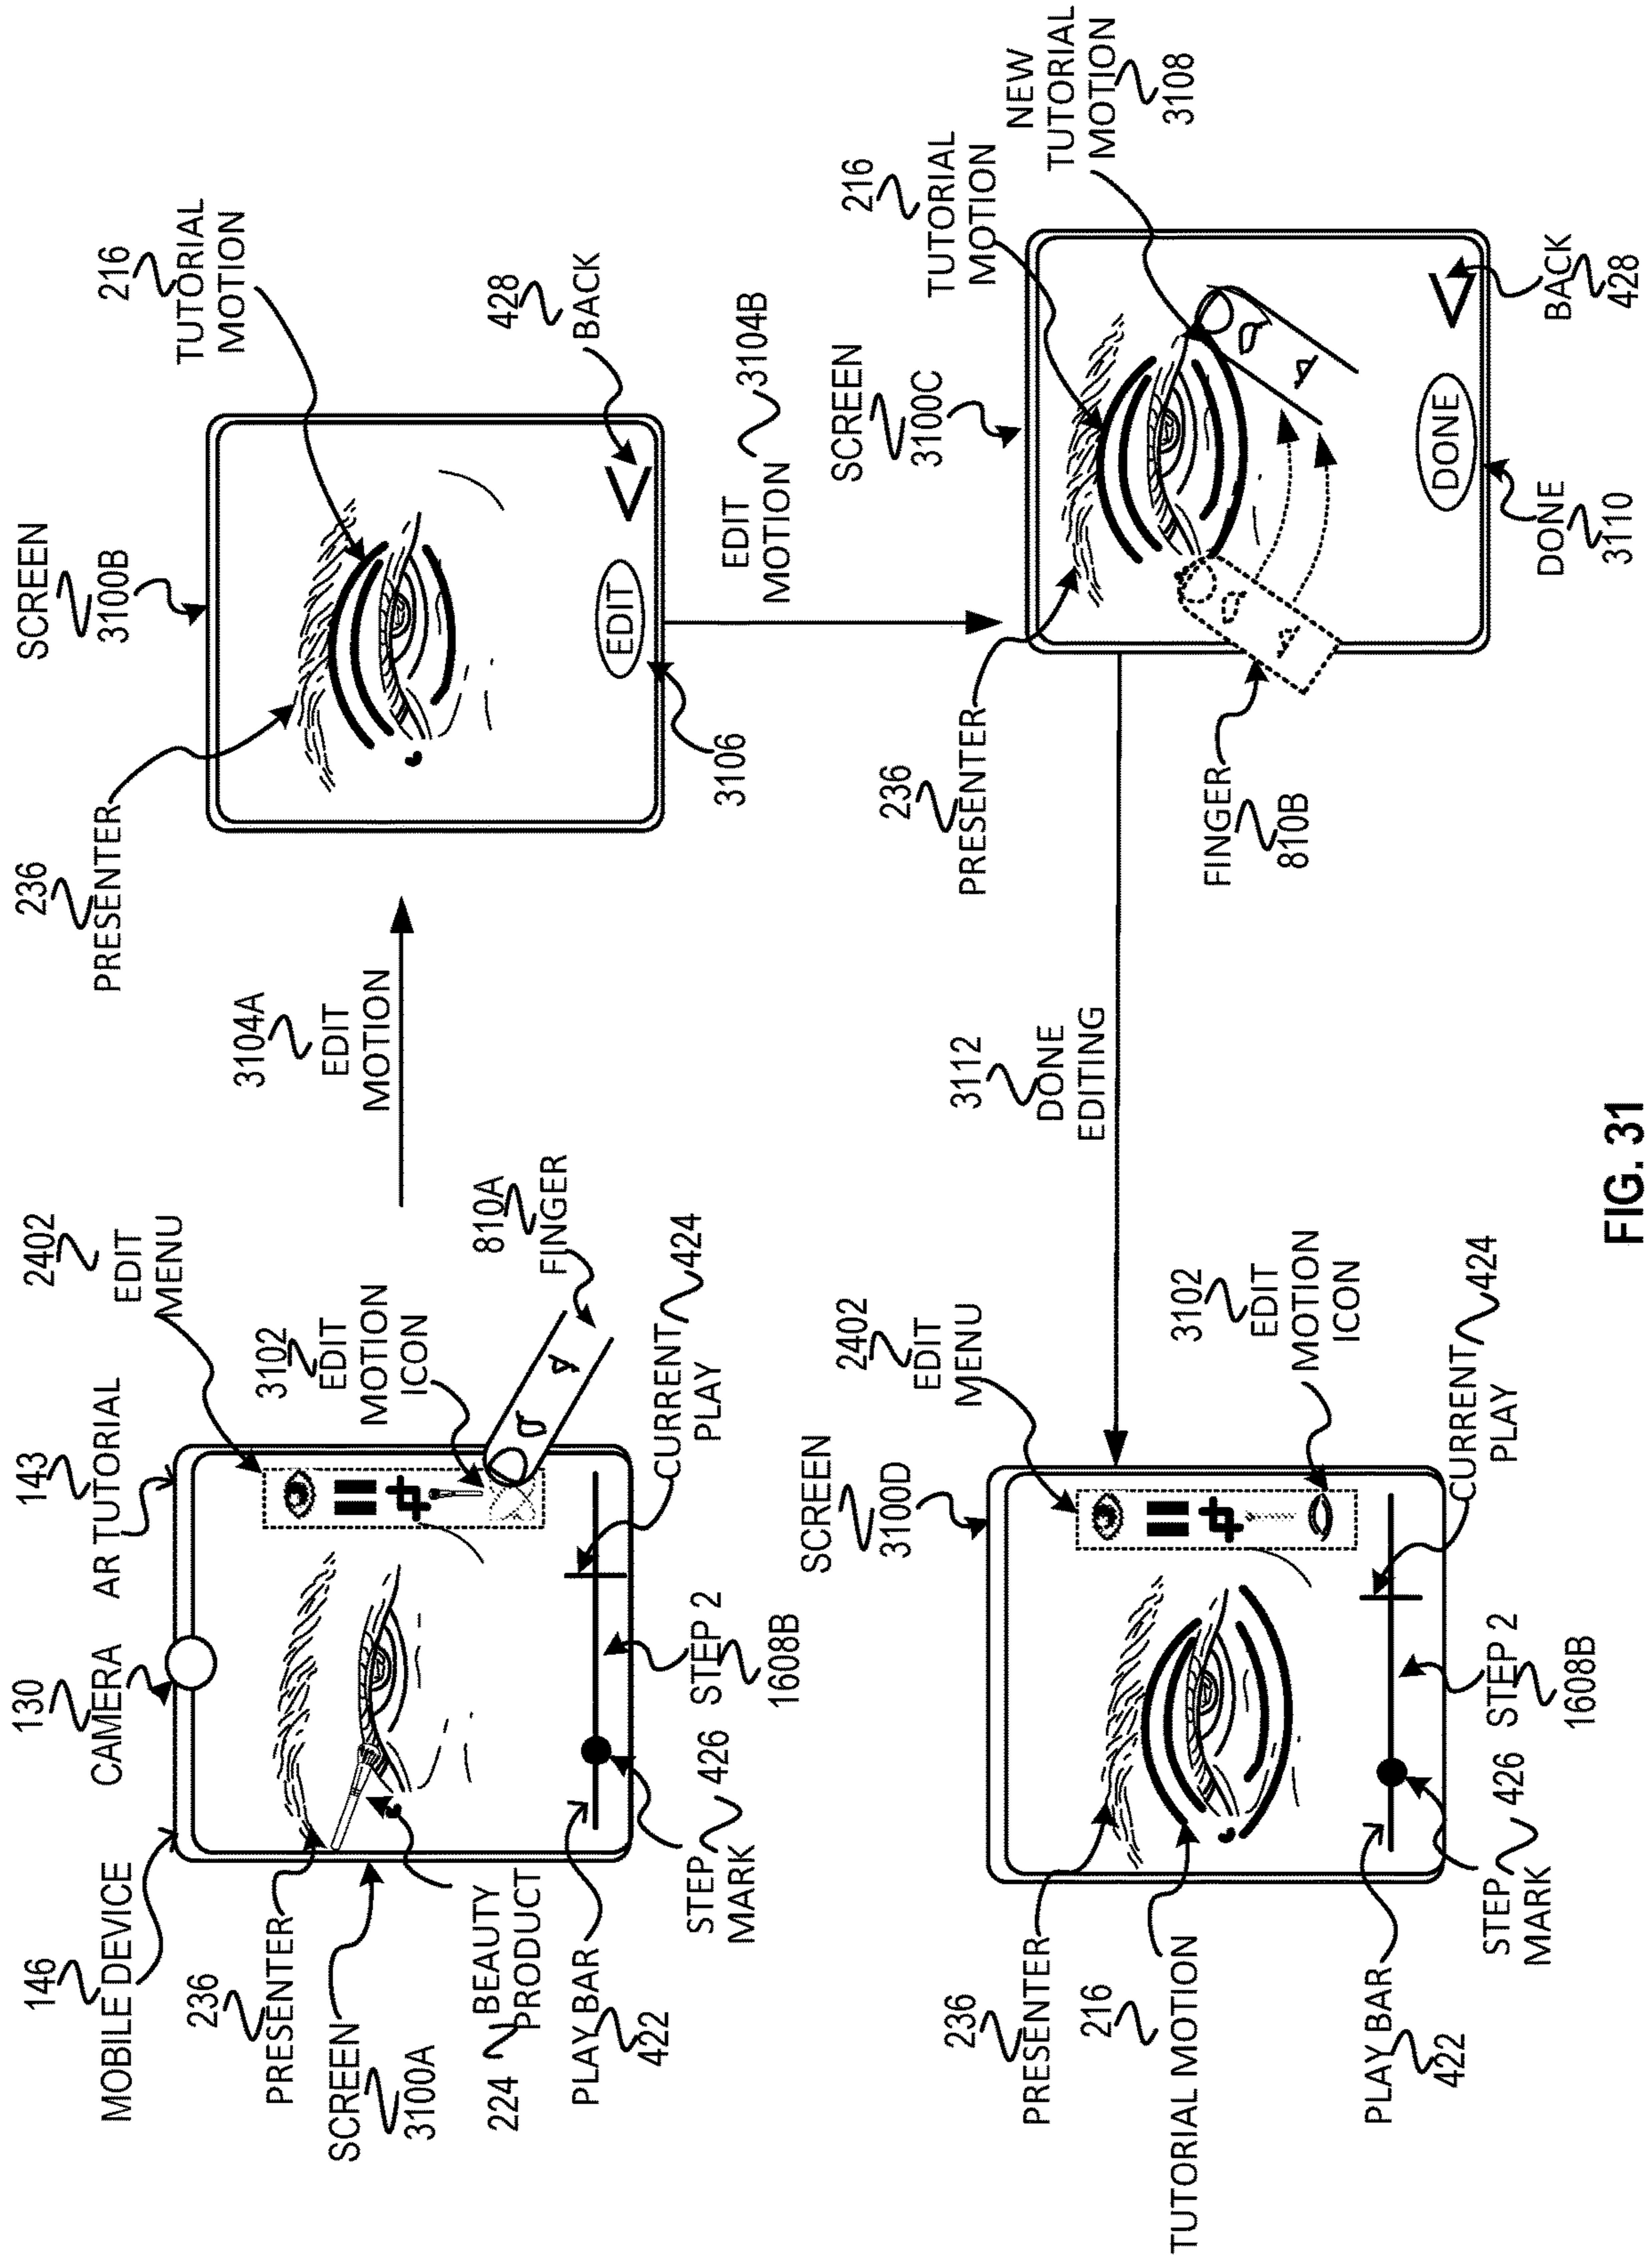 146
MOBILE DEVICE
130
CAMERA
143
AR TUTORIAL
2402
EDIT
MENU
236
PRESENTER
3102
EDIT
MOTION
ICON
810A
FINGER
SCREEN
3100A
224
BEAUTY
PRODUCT
PLAY BAR
422
STEP
MARK
426
STEP 2
1608B
CURRENT
PLAY
424
3104A
EDIT
MOTION
SCREEN
3100B
236
PRESENTER
216
TUTORIAL
MOTION
EDIT
3106
428
BACK
EDIT
MOTION
3104B
SCREEN
3100C
236
PRESENTER
216
TUTORIAL
MOTION
NEW
TUTORIAL
MOTION
3108
FINGER
810B
DONE
DONE
3110
BACK
428
3112
DONE
EDITING
SCREEN
3100D
2402
EDIT
MENU
3102
EDIT
MOTION
ICON
236
PRESENTER
216
TUTORIAL MOTION
PLAY BAR
422
STEP
MARK
426
STEP 2
1608B
CURRENT
PLAY
424
FIG. 31